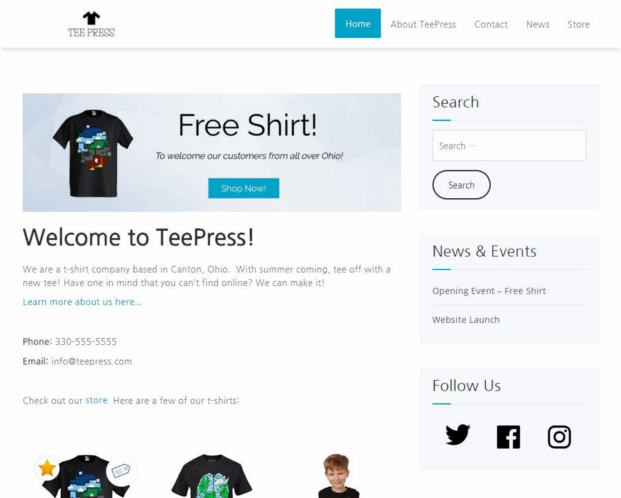 TEE PRESS
Home
About TeePress
Contact
News
Store
Free Shirt!
To welcome our customers from all over Ohio!
Shop Now!
Welcome to TeePress!
We are a t-shirt company based in Canton, Ohio. With summer coming, tee off with a
new tee! Have one in mind that you can't find online? We can make it!
Learn more about us here...
Phone: 330-555-5555
Email: info@teepress.com
Check out our store. Here are a few of our t-shirts:
Search
Search ...
Search
News & Events
Opening Event – Free Shirt
Website Launch
Follow Us